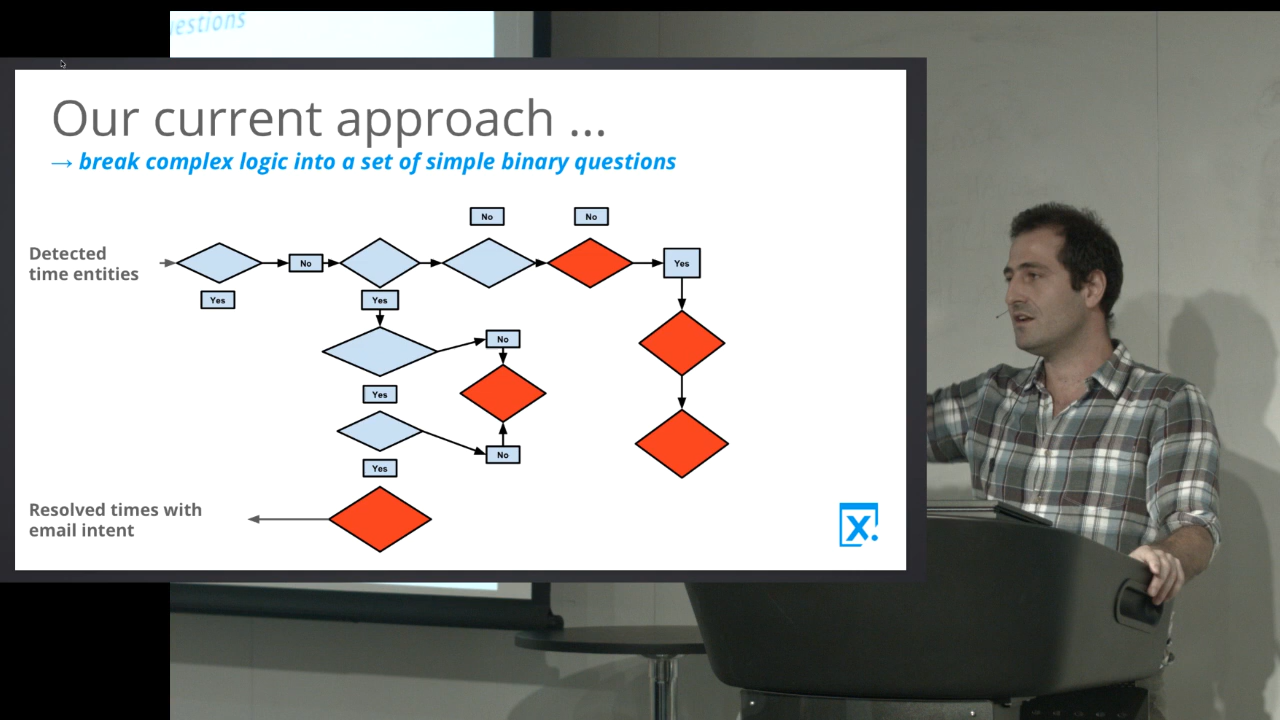 estions
Our current approach ...
→ break complex logic into a set of simple binary questions
No
No
Detected
time entities
No
Yes
Yes
Yes
No
Yes
No
Yes
Resolved times with
email intent
X.